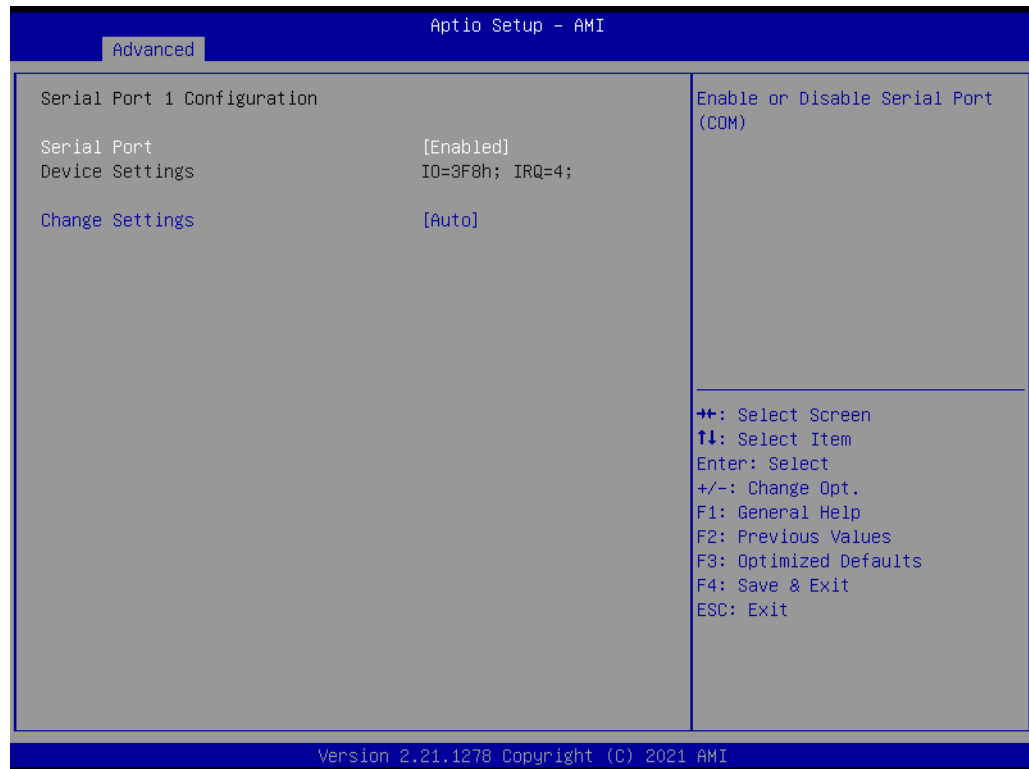 Aptio Setup – AMI
Advanced
Serial Port 1 Configuration
Serial Port [Enabled]
Device Settings IO=3F8h; IRQ=4;
Change Settings [Auto]
Enable or Disable Serial Port
(COM)
→←: Select Screen
↑↓: Select Item
Enter: Select
+/-: Change Opt.
F1: General Help
F2: Previous Values
F3: Optimized Defaults
F4: Save & Exit
ESC: Exit
Version 2.21.1278 Copyright (C) 2021 AMI